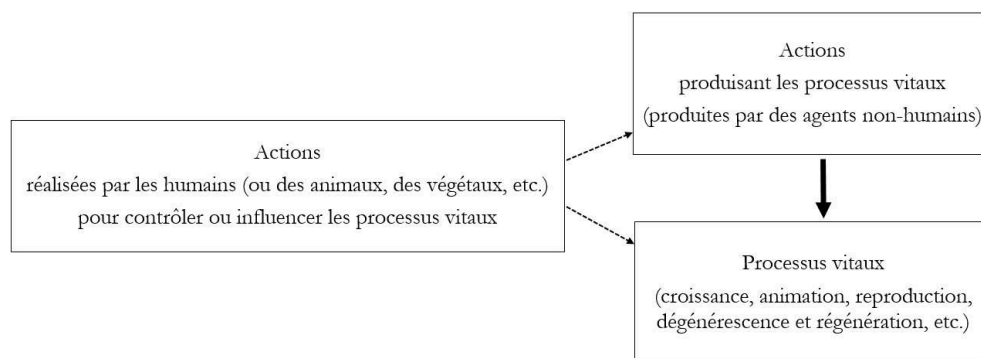 Actions
produisant les processus vitaux
(produites par des agents non-humains)
Actions
réalisées par les humains (ou des animaux, des végétaux, etc.)
pour contrôler ou influencer les processus vitaux
Processus vitaux
(croissance, animation, reproduction,
dégénérescence et régénération, etc.)